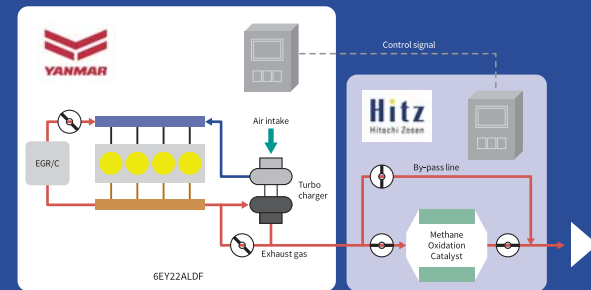 YANMAR
Control signal
Hitz
Hitachi Zosen
Air intake
EGR/C
By-pass line
Turbo
charger
Methane
Oxidation
Catalyst
Exhaust gas
6EY22ALDF